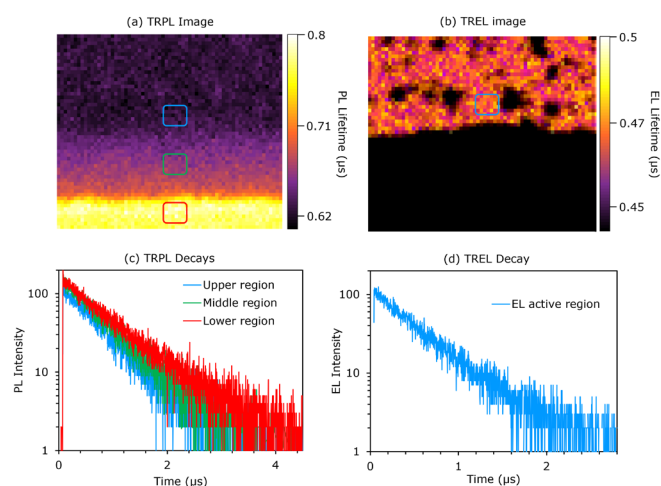 (a) TRPL Image
(b) TREL image
0.8
0.71
0.62
PL Lifetime (µs)
0.5
0.47
0.45
EL Lifetime (µs)
(c) TRPL Decays
(d) TREL Decay
PL Intensity
100
10
1
0
2
4
Time (µs)
Upper region
Middle region
Lower region
EL Intensity
100
10
1
0
1
2
Time (µs)
EL active region